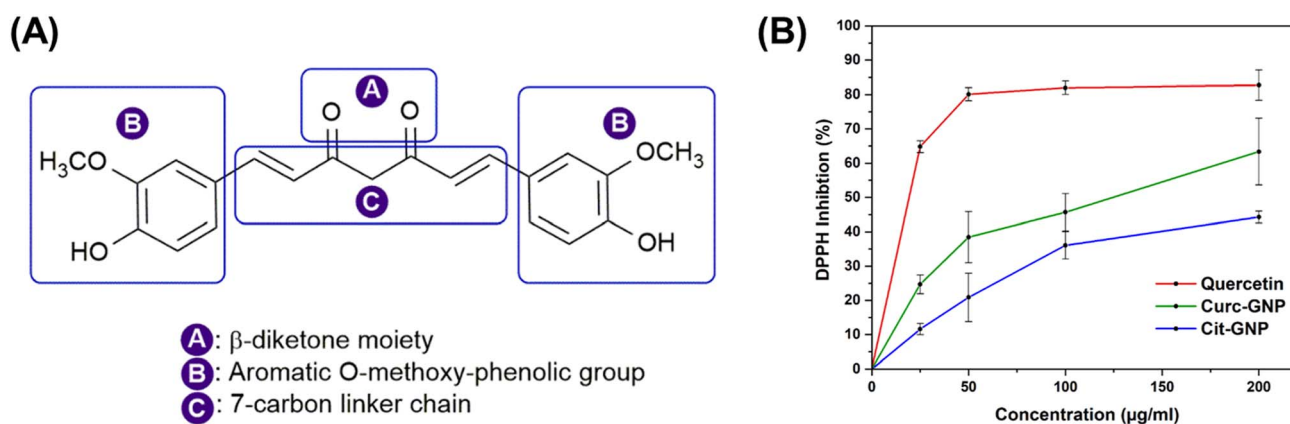 (A)
A
B
B
O
O
H₃CO
OCH₃
C
HO
OH
A: β-diketone moiety
B: Aromatic O-methoxy-phenolic group
C: 7-carbon linker chain
(B)
100
90
80
70
60
50
40
30
20
10
0
DPPH Inhibtion (%)
Quercetin
Curc-GNP
Cit-GNP
0 50 100 150 200
Concentration (µg/ml)